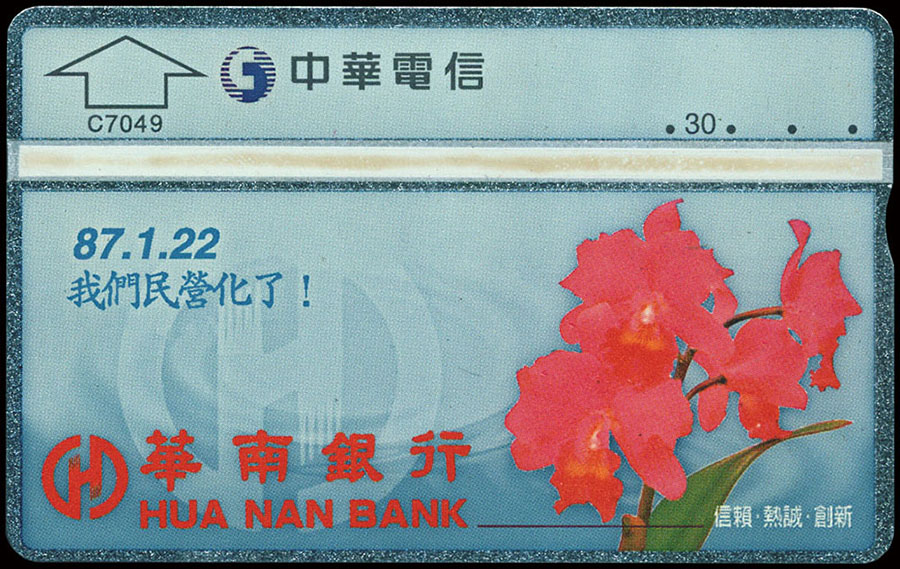 中華電信
C7049
30
87.1.22
我們民營化了！
華南銀行
HUA NAN BANK
信賴·熱誠·創新